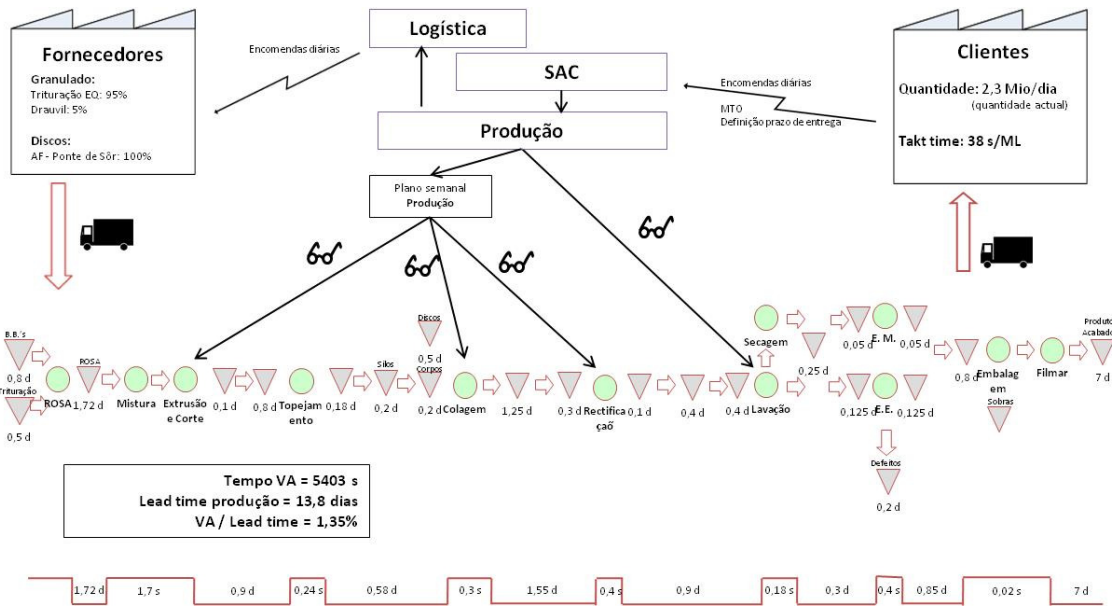 Fornecedores
Granulado:
Trituração EQ: 95%
Drauvil: 5%
Discos:
AF - Ponte de Sôr: 100%
Encomendas diárias
Logística
SAC
Produção
Plano semanal
Produção
Encomendas diárias
MTO
Definição prazo de entrega
Clientes
Quantidade: 2,3 Mio/dia
(quantidade actual)
Takt time: 38 s/ML
B.B.'s
0,8 d
Trituração
0,5 d
ROSA
ROSA
1,72 d
Mistura
Extrusão
e Corte
0,1 d
0,8 d
Topejam
ento
0,18 d
Silos
0,2 d
Discos
0,5 d
Corpos
0,2 d
Colagem
1,25 d
0,3 d
Rectifica
çaõ
0,1 d
0,4 d
0,4 d
Lavação
Secagem
0,25 d
0,05 d
E. M.
0,05 d
0,125 d
E.E.
0,125 d
Defeitos
0,2 d
0,8 d
Embalag
em
Sobras
Filmar
Produto
Acabado
7 d
Tempo VA = 5403 s
Lead time produção = 13,8 dias
VA / Lead time = 1,35%
1,72 d
1,7 s
0,9 d
0,24 s
0,58 d
0,3 s
1,55 d
0,4 s
0,9 d
0,18 s
0,3 d
0,4 s
0,85 d
0,02 s
7 d